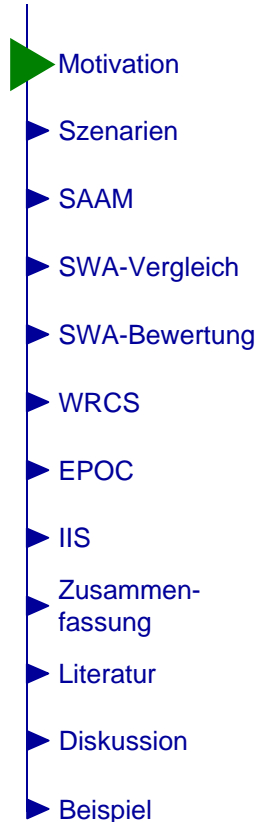 Motivation
Szenarien
SAAM
SWA-Vergleich
SWA-Bewertung
WRCS
EPOC
IIS
Zusammen-
fassung
Literatur
Diskussion
Beispiel